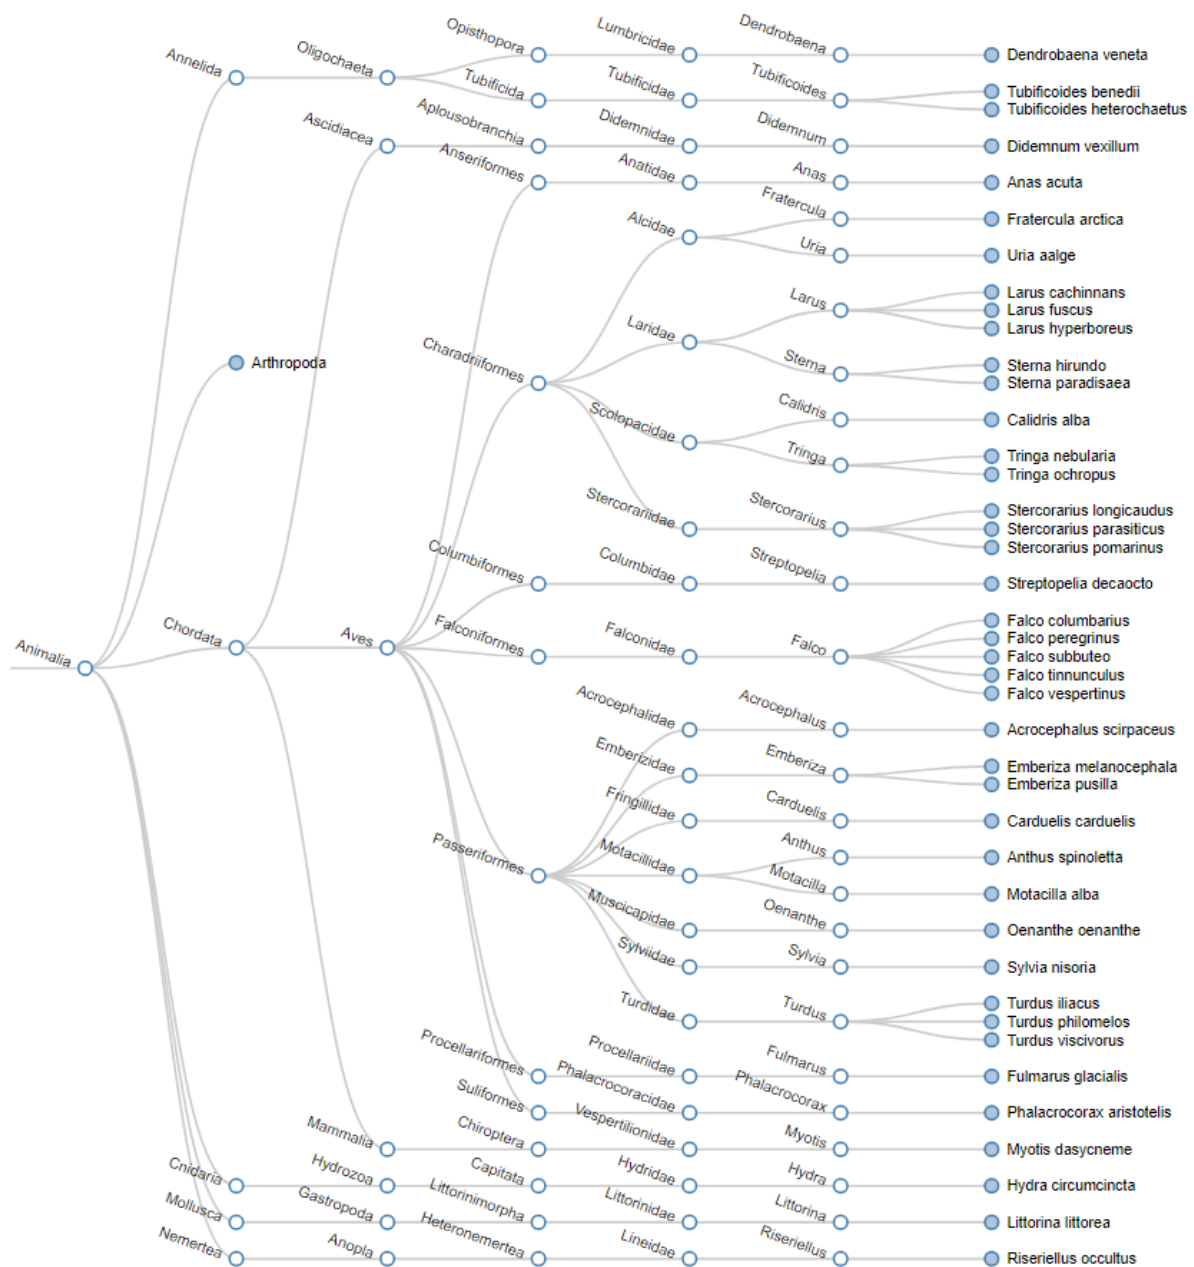 Opisthopora Lumbricidae Dendrobaena Dendrobaena veneta
Annelida Oligochaeta
Tubificida Tubificidae Tubificoides Tubificoides benedii
Tubificoides heterochaetus
Ascidiacea Aplousobranchia Didemnidae Didemnum Didemnum vexillum
Anseriformes Anatidae Anas Anas acuta
Alcidae Fratercula Fratercula arctica
Uria Uria aalge
Larus Larus cachinnans
Larus fuscus
Larus hyperboreus
Laridae
Sterna Sterna hirundo
Sterna paradisaea
Arthropoda
Charadriiformes
Scolopacidae Calidris Calidris alba
Tringa Tringa nebularia
Tringa ochropus
Stercorariidae Stercorarius Stercorarius longicaudus
Stercorarius parasiticus
Stercorarius pomarinus
Columbiformes Columbidae Streptopelia Streptopelia decaocto
Animalia Chordata Aves Falconiformes Falconidae Falco Falco columbarius
Falco peregrinus
Falco subbuteo
Falco tinnunculus
Falco vespertinus
Acrocephalidae Acrocephalus Acrocephalus scirpaceus
Emberizidae Emberiza Emberiza melanocephala
Emberiza pusilla
Fringillidae Carduelis Carduelis carduelis
Passeriformes Motacillidae Anthus Anthus spinoletta
Motacilla Motacilla alba
Muscicapidae Oenanthe Oenanthe oenanthe
Sylviidae Sylvia Sylvia nisoria
Turdidae Turdus Turdus iliacus
Turdus philomelos
Turdus viscivorus
Procellariformes Procellariidae Fulmarus Fulmarus glacialis
Suliformes Phalacrocoracidae Phalacrocorax Phalacrocorax aristotelis
Mammalia Chiroptera Vespertilionidae Myotis Myotis dasycneme
Cnidaria Hydrozoa Capitata Hydridae Hydra Hydra circumcincta
Mollusca Gastropoda Littorinimorpha Littorinidae Littorina Littorina littorea
Nemertea Anopla Heteronemertea Lineidae Riseriellus Riseriellus occultus